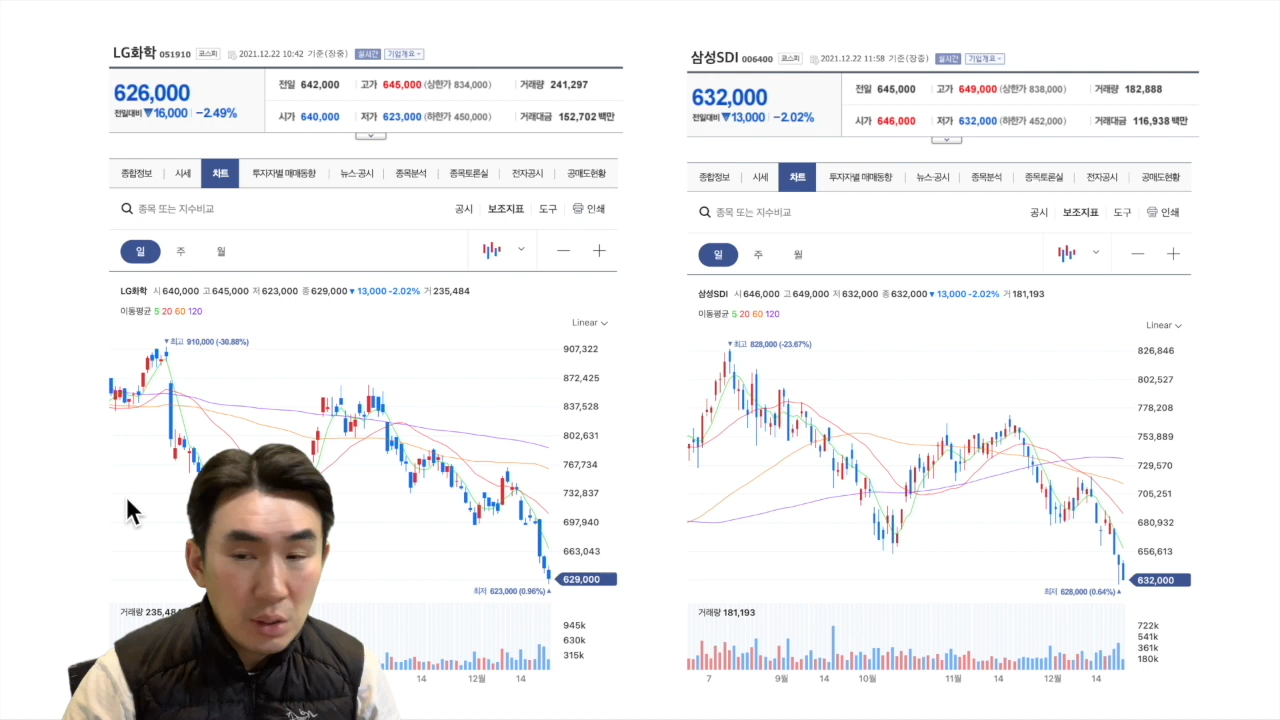 LG화학 051910 코스피 2021.12.22 10:42 기준(장중) 실시간 기업개요
626,000
전일대비 ▼16,000 -2.49%
전일 642,000 고가 645,000 (상한가 834,000) 거래량 241,297
시가 640,000 저가 623,000 (하한가 450,000) 거래대금 152,702 백만
종합정보 시세 차트 투자자별 매매동향 뉴스·공시 종목분석 종목토론실 전자공시 공매도현황
종목 또는 지수비교 공시 보조지표 도구 인쇄
일 주 월
LG화학 시 640,000 고 645,000 저 623,000 종 629,000 ▼ 13,000 -2.02% 거 235,484
이동평균 5 20 60 120
Linear
▼최고 910,000 (-30.88%)
907,322
872,425
837,528
802,631
767,734
732,837
697,940
663,043
629,000
최저 623,000 (0.96%) ▲
거래량 235,484
945k
630k
315k
14 12월 14
삼성SDI 006400 코스피 2021.12.22 11:58 기준(장중) 실시간 기업개요
632,000
전일대비 ▼13,000 -2.02%
전일 645,000 고가 649,000 (상한가 838,000) 거래량 182,888
시가 646,000 저가 632,000 (하한가 452,000) 거래대금 116,938 백만
종합정보 시세 차트 투자자별 매매동향 뉴스·공시 종목분석 종목토론실 전자공시 공매도현황
종목 또는 지수비교 공시 보조지표 도구 인쇄
일 주 월
삼성SDI 시 646,000 고 649,000 저 632,000 종 632,000 ▼ 13,000 -2.02% 거 181,193
이동평균 5 20 60 120
Linear
▼최고 828,000 (-23.67%)
826,846
802,527
778,208
753,889
729,570
705,251
680,932
656,613
632,000
최저 628,000 (0.64%) ▲
거래량 181,193
722k
541k
361k
180k
7 9월 14 10월 11월 14 12월 14